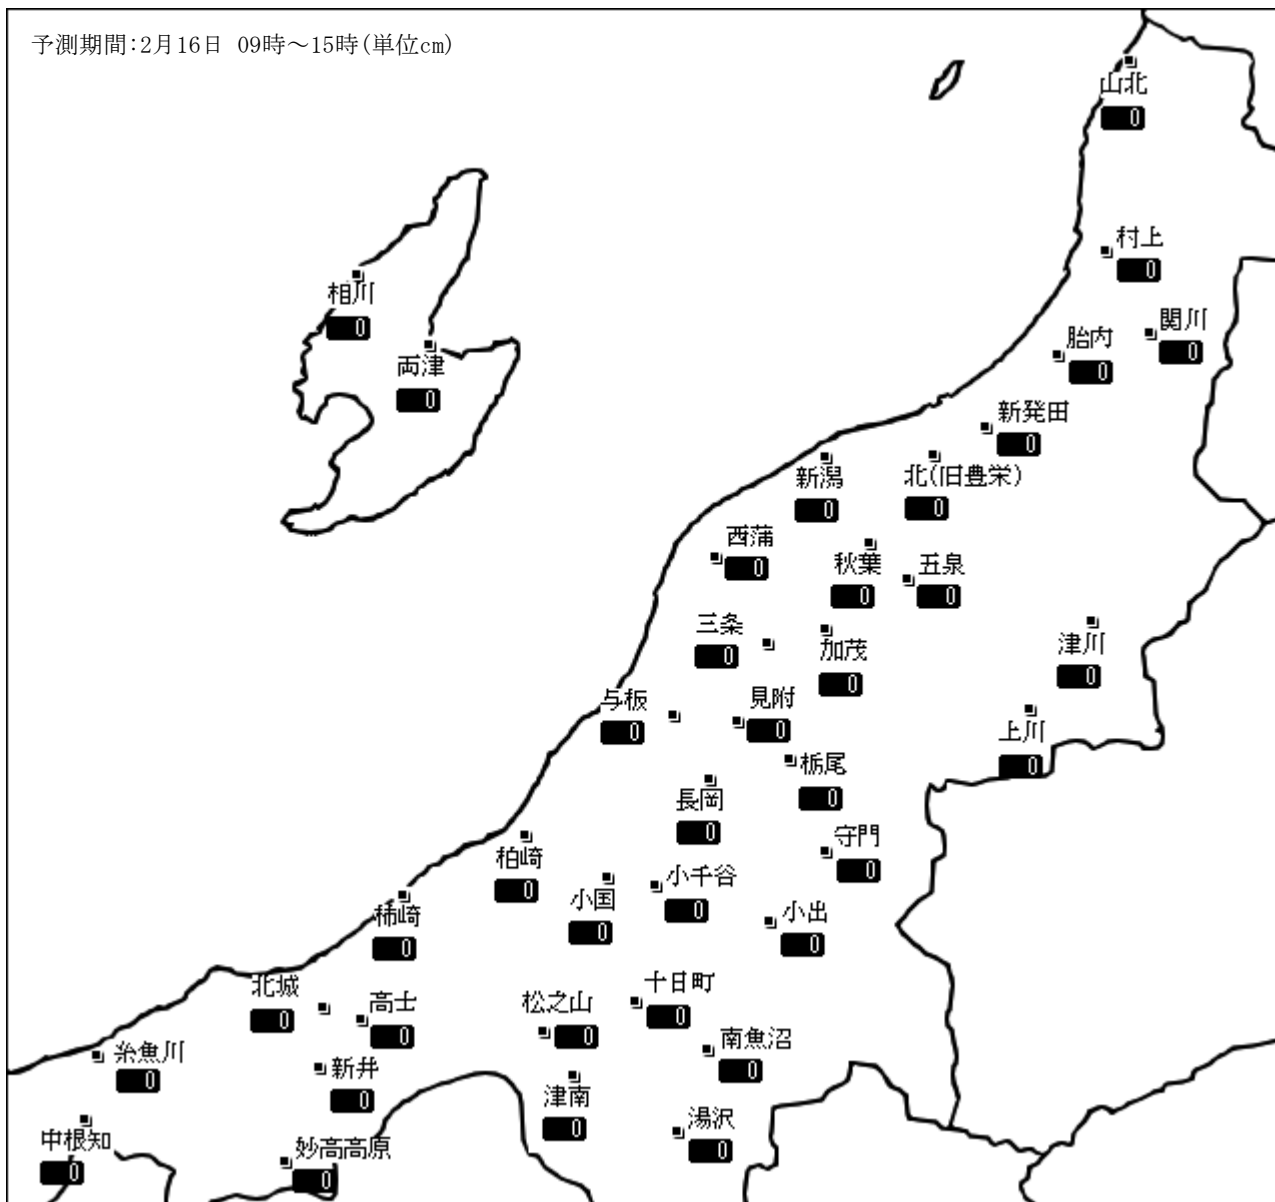 予測期間:2月16日 09時～15時(単位cm)
山北
0
村上
0
相川
0
関川
0
胎内
0
両津
0
新発田
0
新潟
0
北(旧豊栄)
0
西蒲
0
秋葉
0
五泉
0
三条
0
加茂
0
津川
0
与板
0
見附
0
上川
0
栃尾
0
長岡
0
守門
0
柏崎
0
小千谷
0
小国
0
柿崎
0
小出
0
北城
0
高士
0
松之山
0
十日町
0
南魚沼
0
糸魚川
0
新井
0
津南
0
湯沢
0
中根知
0
妙高高原
0